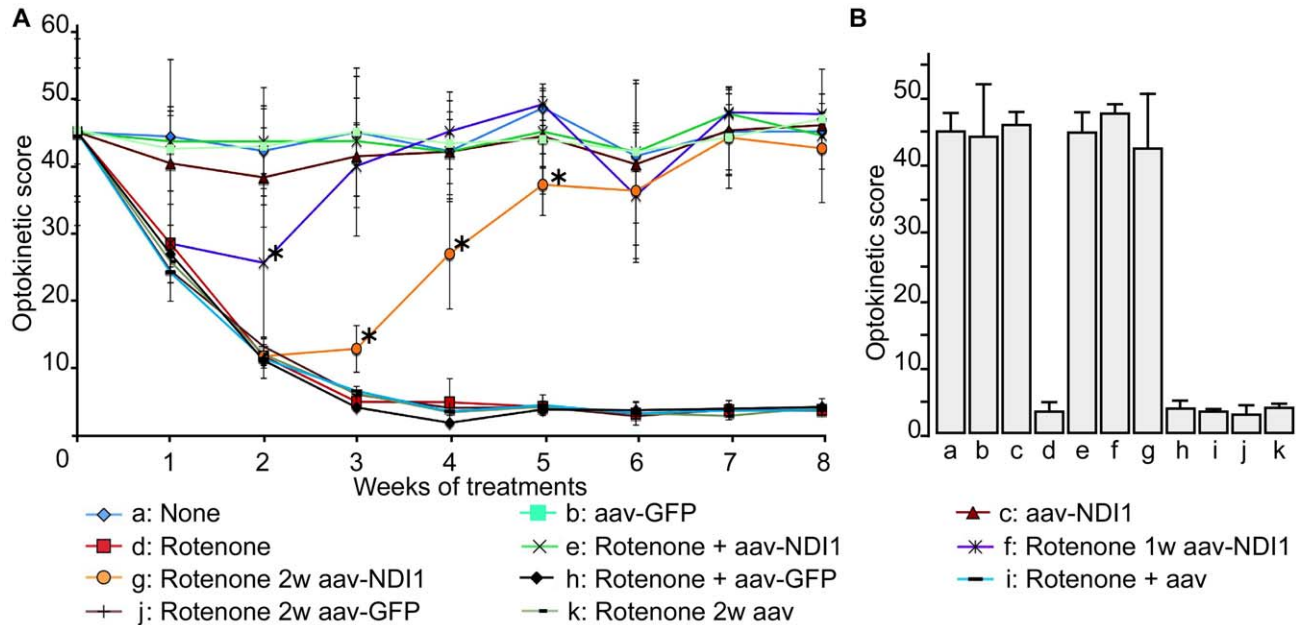 A
B
Optokinetic score
60
50
40
30
20
10
0
1 2 3 4 5 6 7 8
Weeks of treatments
Optokinetic score
50
40
30
20
10
0
a b c d e f g h i j k
a: None
b: aav-GFP
c: aav-NDI1
d: Rotenone
e: Rotenone + aav-NDI1
f: Rotenone 1w aav-NDI1
g: Rotenone 2w aav-NDI1
h: Rotenone + aav-GFP
i: Rotenone + aav
j: Rotenone 2w aav-GFP
k: Rotenone 2w aav